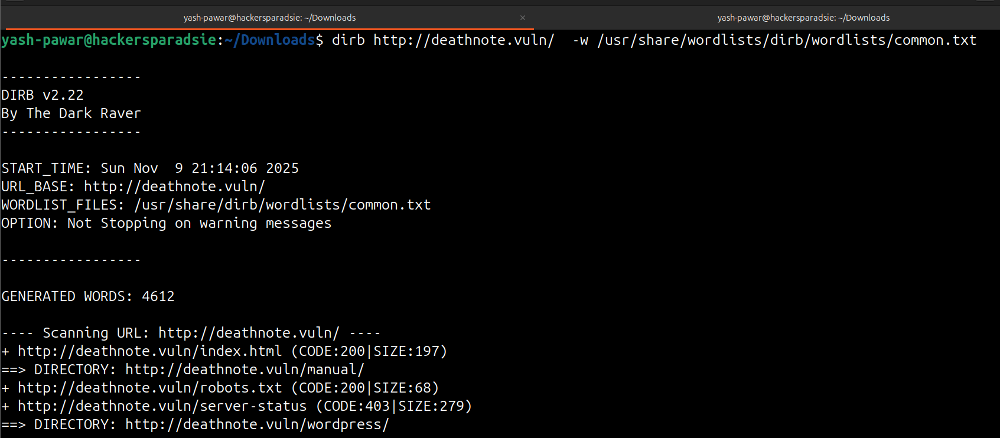 yash-pawar@hackersparadsie: ~/Downloads × yash-pawar@hackersparadsie: ~/Downloads
yash-pawar@hackersparadsie:~/Downloads$ dirb http://deathnote.vuln/  -w /usr/share/wordlists/dirb/wordlists/common.txt
-----------------
DIRB v2.22
By The Dark Raver
-----------------
START_TIME: Sun Nov  9 21:14:06 2025
URL_BASE: http://deathnote.vuln/
WORDLIST_FILES: /usr/share/dirb/wordlists/common.txt
OPTION: Not Stopping on warning messages
-----------------
GENERATED WORDS: 4612
---- Scanning URL: http://deathnote.vuln/ ----
+ http://deathnote.vuln/index.html (CODE:200|SIZE:197)
==> DIRECTORY: http://deathnote.vuln/manual/
+ http://deathnote.vuln/robots.txt (CODE:200|SIZE:68)
+ http://deathnote.vuln/server-status (CODE:403|SIZE:279)
==> DIRECTORY: http://deathnote.vuln/wordpress/